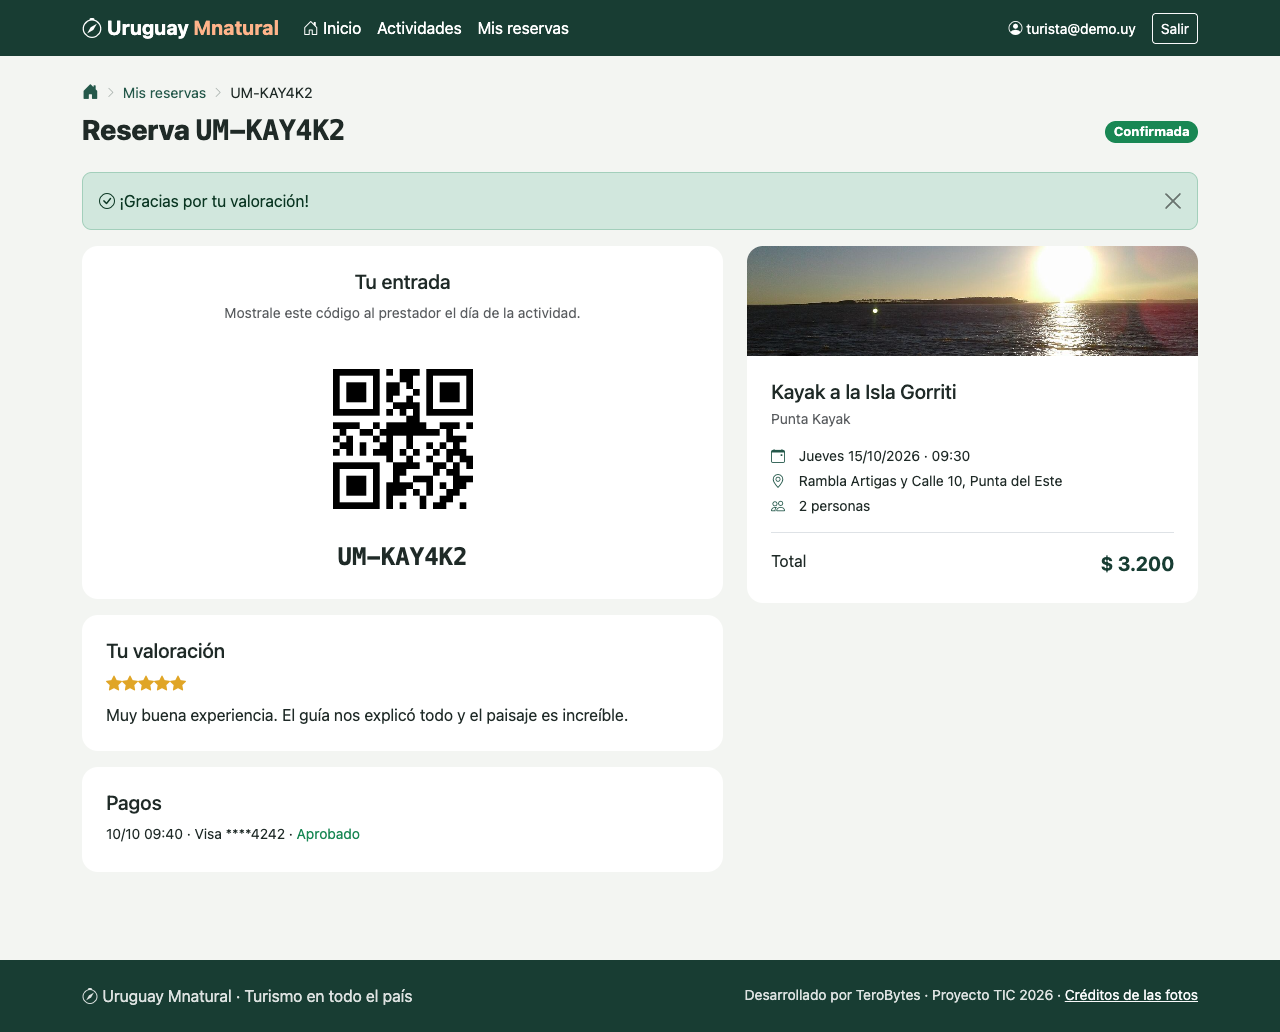 Uruguay Mnatural
Inicio
Actividades
Mis reservas
turista@demo.uy
Salir
Mis reservas
UM-KAY4K2
Reserva UM-KAY4K2
Confirmada
¡Gracias por tu valoración!
Tu entrada
Mostrale este código al prestador el día de la actividad.
UM-KAY4K2
Tu valoración
Muy buena experiencia. El guía nos explicó todo y el paisaje es increíble.
Pagos
10/10 09:40 · Visa ****4242 · Aprobado
Kayak a la Isla Gorriti
Punta Kayak
Jueves 15/10/2026 · 09:30
Rambla Artigas y Calle 10, Punta del Este
2 personas
Total
$ 3.200
Uruguay Mnatural · Turismo en todo el país
Desarrollado por TeroBytes · Proyecto TIC 2026 · Créditos de las fotos